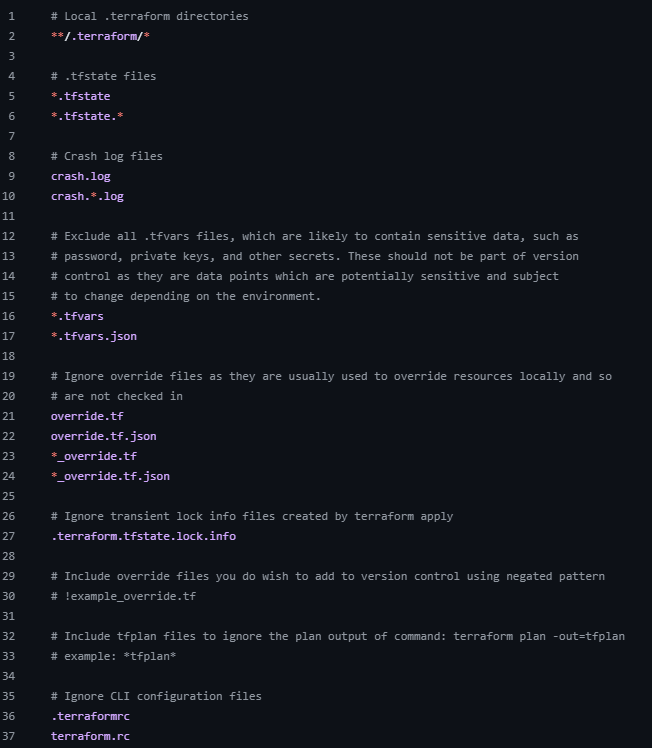 1 # Local .terraform directories
2 **/.terraform/*
3
4 # .tfstate files
5 *.tfstate
6 *.tfstate.*
7
8 # Crash log files
9 crash.log
10 crash.*.log
11
12 # Exclude all .tfvars files, which are likely to contain sensitive data, such as
13 # password, private keys, and other secrets. These should not be part of version
14 # control as they are data points which are potentially sensitive and subject
15 # to change depending on the environment.
16 *.tfvars
17 *.tfvars.json
18
19 # Ignore override files as they are usually used to override resources locally and so
20 # are not checked in
21 override.tf
22 override.tf.json
23 *_override.tf
24 *_override.tf.json
25
26 # Ignore transient lock info files created by terraform apply
27 .terraform.tfstate.lock.info
28
29 # Include override files you do wish to add to version control using negated pattern
30 # !example_override.tf
31
32 # Include tfplan files to ignore the plan output of command: terraform plan -out=tfplan
33 # example: *tfplan*
34
35 # Ignore CLI configuration files
36 .terraformrc
37 terraform.rc